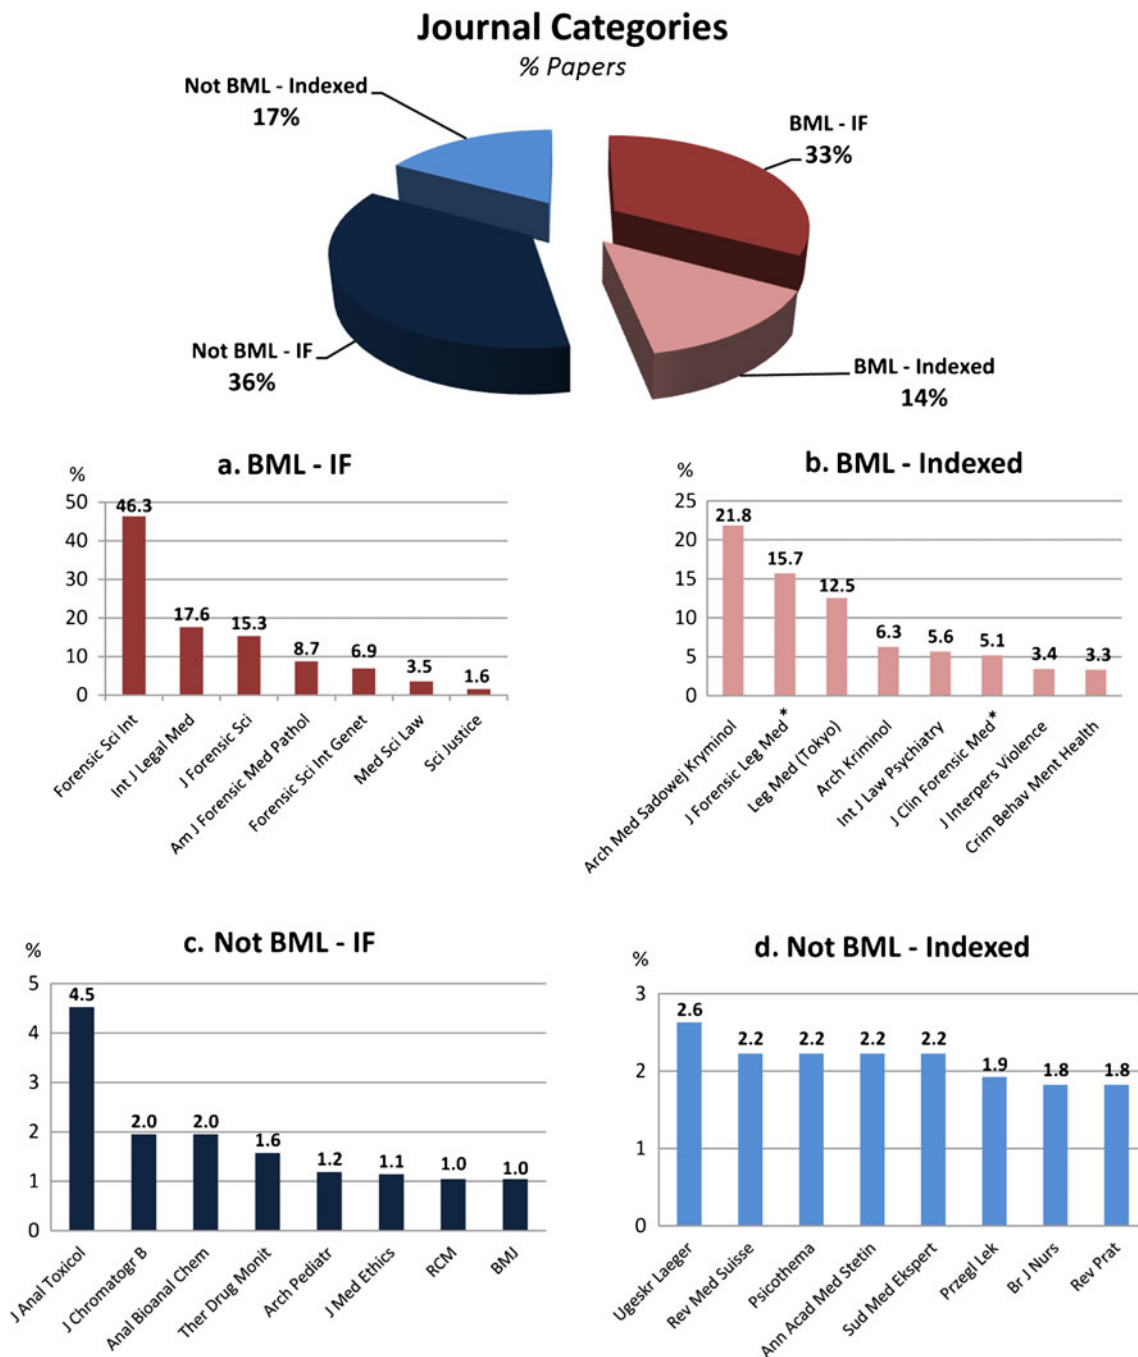 Journal Categories
% Papers
Not BML - Indexed
17%
BML - IF
33%
Not BML - IF
36%
BML - Indexed
14%
a. BML - IF
%
50
40
30
20
10
0
46.3
17.6
15.3
8.7
6.9
3.5
1.6
Forensic Sci Int
Int J Legal Med
J Forensic Sci
Am J Forensic Med Pathol
Forensic Sci Int Genet
Med Sci Law
Sci Justice
b. BML - Indexed
%
25
20
15
10
5
0
21.8
15.7
12.5
6.3
5.6
5.1
3.4
3.3
Arch Med Sadowej Kryminol
J Forensic Leg Med*
Leg Med (Tokyo)
Arch Kriminol
Int J Law Psychiatry
J Clin Forensic Med*
J Interpers Violence
Crim Behav Ment Health
c. Not BML - IF
%
5
4
3
2
1
0
4.5
2.0
2.0
1.6
1.2
1.1
1.0
1.0
J Anal Toxicol
J Chromatogr B
Anal Bioanal Chem
Ther Drug Monit
Arch Pediatr
J Med Ethics
RCM
BMJ
d. Not BML - Indexed
%
3
2
1
0
2.6
2.2
2.2
2.2
2.2
1.9
1.8
1.8
Ugeskr Laeger
Rev Med Suisse
Psicothema
Ann Acad Med Stetin
Sud Med Ekspert
Przegl Lek
Br J Nurs
Rev Prat